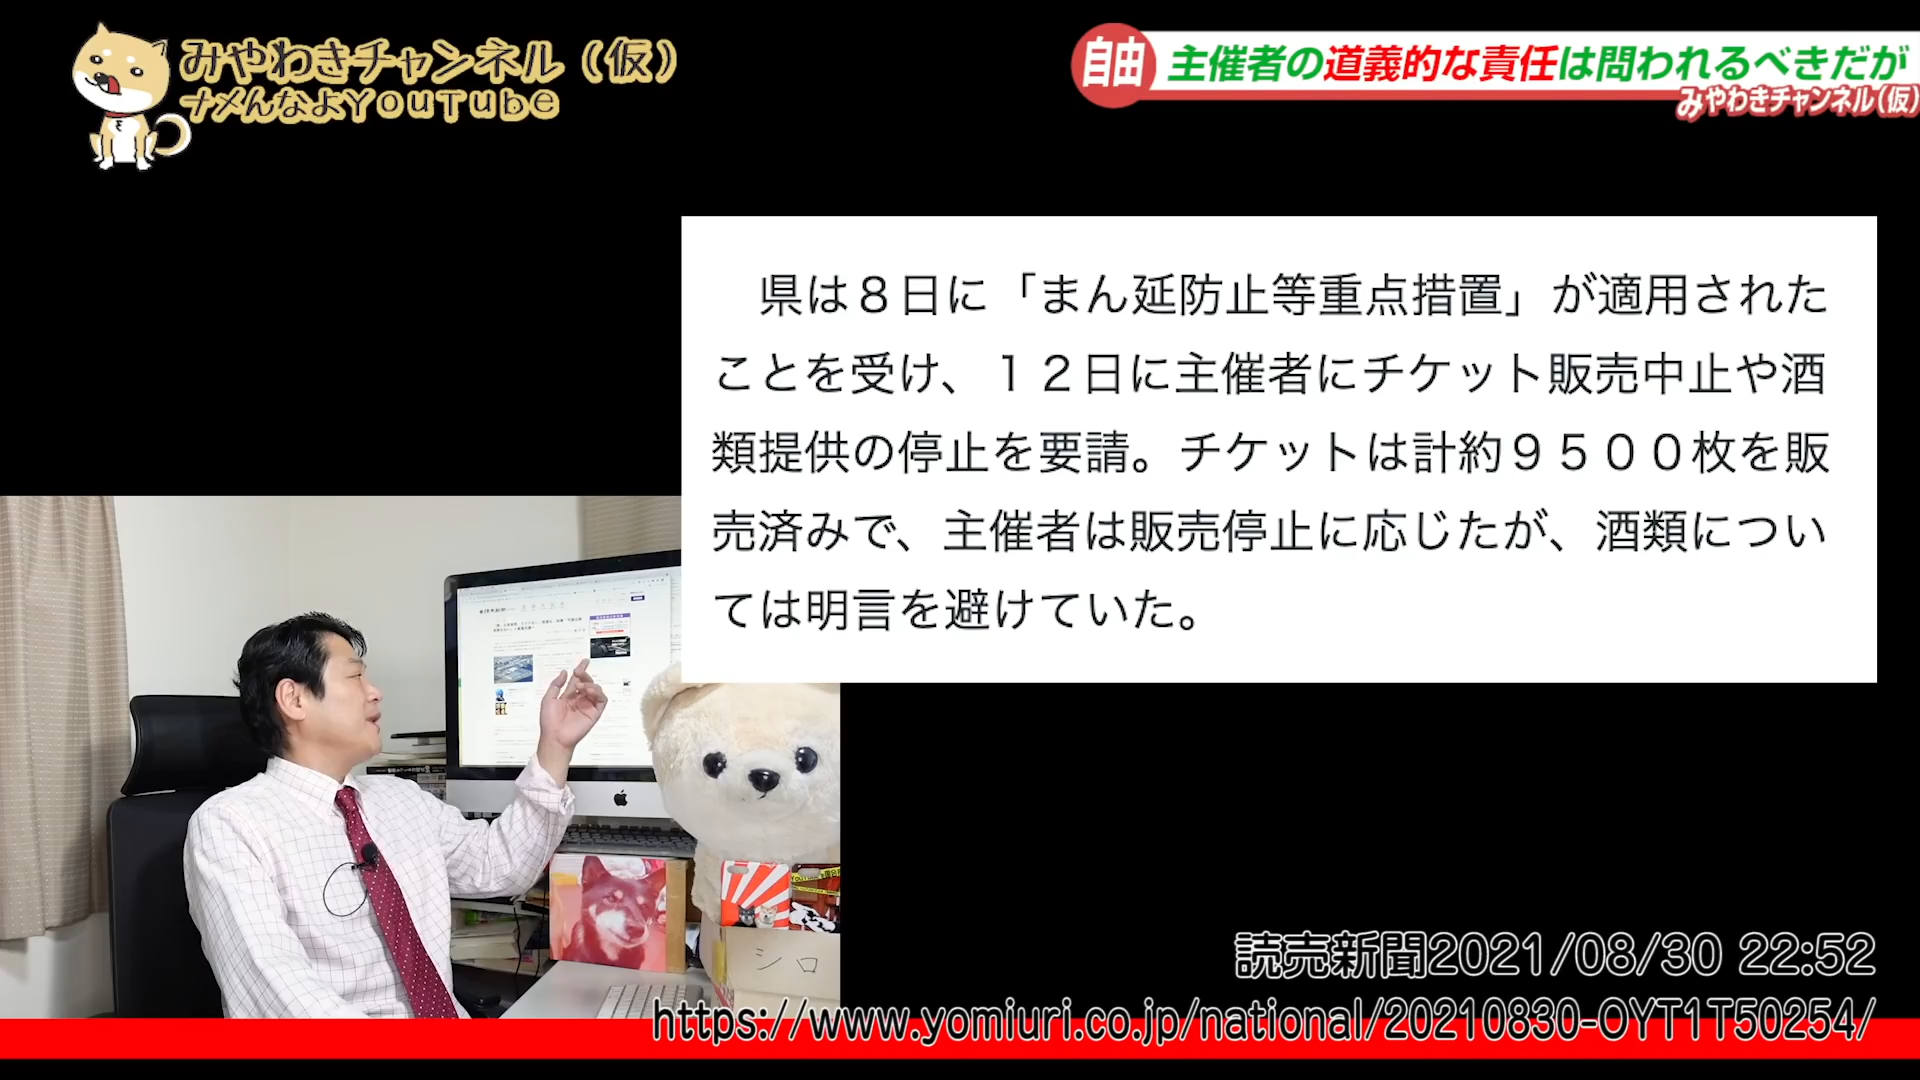 みやわきチャンネル（仮）
ナメんなよYouTube
自由
主催者の道義的な責任は問われるべきだが
みやわきチャンネル（仮）
県は８日に「まん延防止等重点措置」が適用された
ことを受け、１２日に主催者にチケット販売中止や酒
類提供の停止を要請。チケットは計約９５００枚を販
売済みで、主催者は販売停止に応じたが、酒類につい
ては明言を避けていた。
シロ
読売新聞2021/08/30 22:52
https://www.yomiuri.co.jp/national/20210830-OYT1T50254/